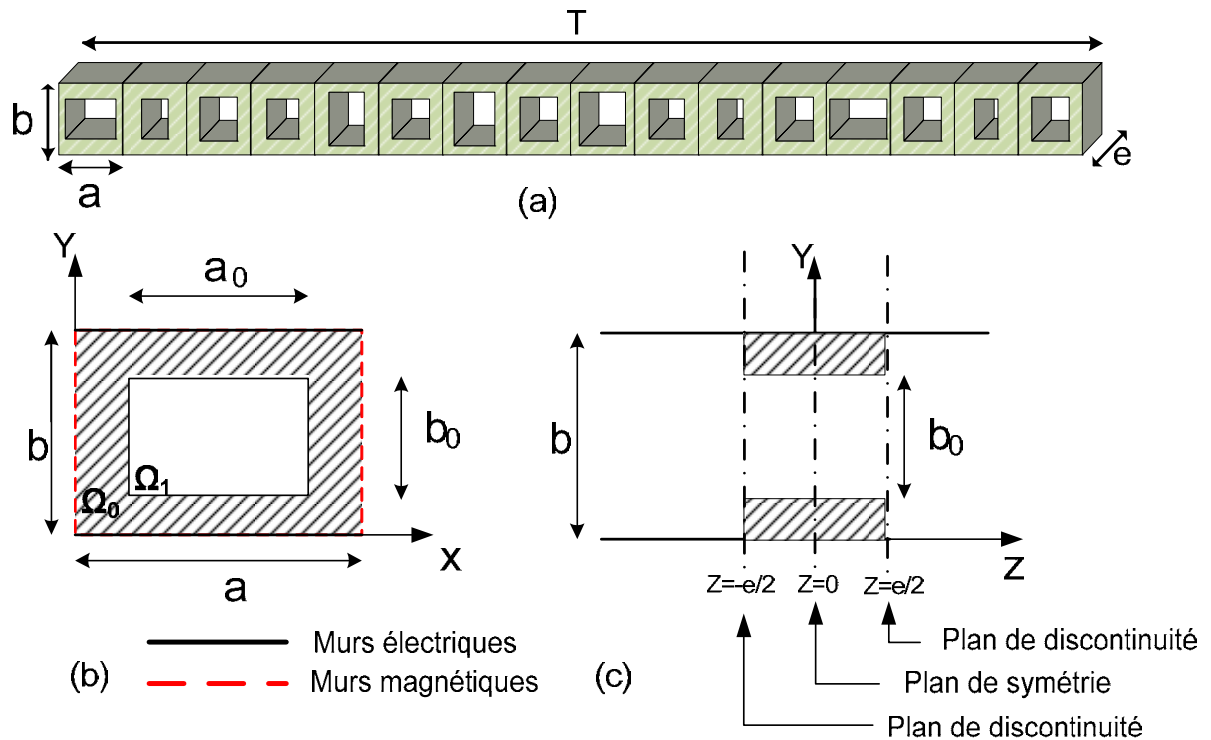 T
b
a
e
(a)
Y
a0
b
b0
Ω1
Ω0
X
a
Y
b
b0
Z
Z=-e/2 Z=0 Z=e/2
(b)
Murs électriques
Murs magnétiques
(c)
Plan de discontinuité
Plan de symétrie
Plan de discontinuité